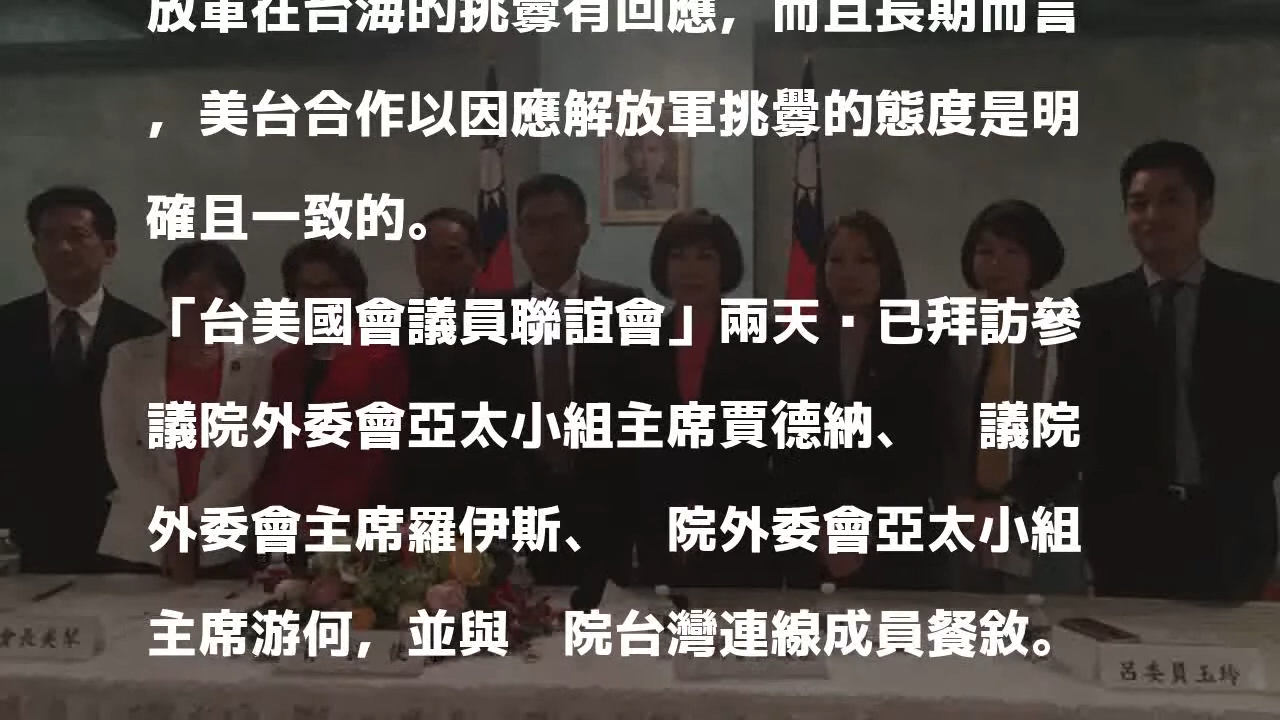 放軍在台海的挑釁有回應，而且長期而言
，美台合作以因應解放軍挑釁的態度是明
確且一致的。
「台美國會議員聯誼會」兩天·已拜訪參
議院外委會亞太小組主席賈德納、　議院
外委會主席羅伊斯、　院外委會亞太小組
主席游何，並與　院台灣連線成員餐敘。
會長美琴
呂委員玉玲